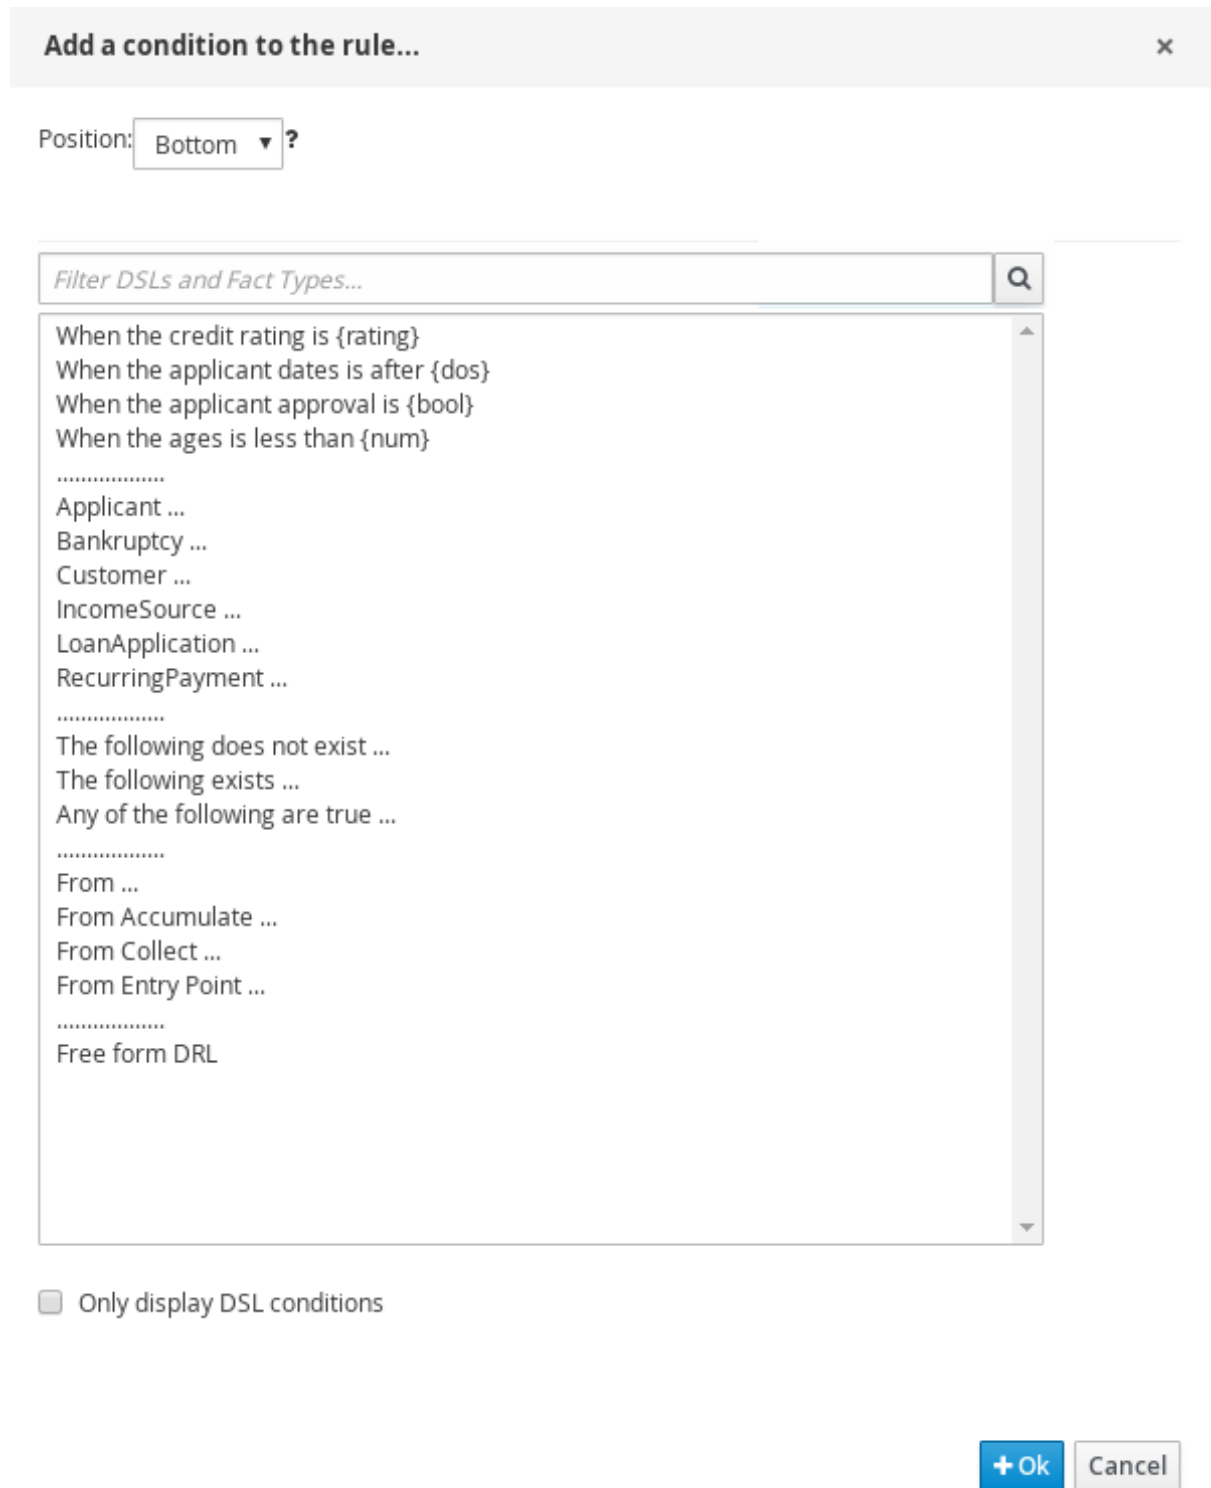 Add a condition to the rule... ×
Position: Bottom ▼ ?
Filter DSLs and Fact Types...
When the credit rating is {rating}
When the applicant dates is after {dos}
When the applicant approval is {bool}
When the ages is less than {num}
..................
Applicant ...
Bankruptcy ...
Customer ...
IncomeSource ...
LoanApplication ...
RecurringPayment ...
..................
The following does not exist ...
The following exists ...
Any of the following are true ...
..................
From ...
From Accumulate ...
From Collect ...
From Entry Point ...
..................
Free form DRL
Only display DSL conditions
+ Ok Cancel